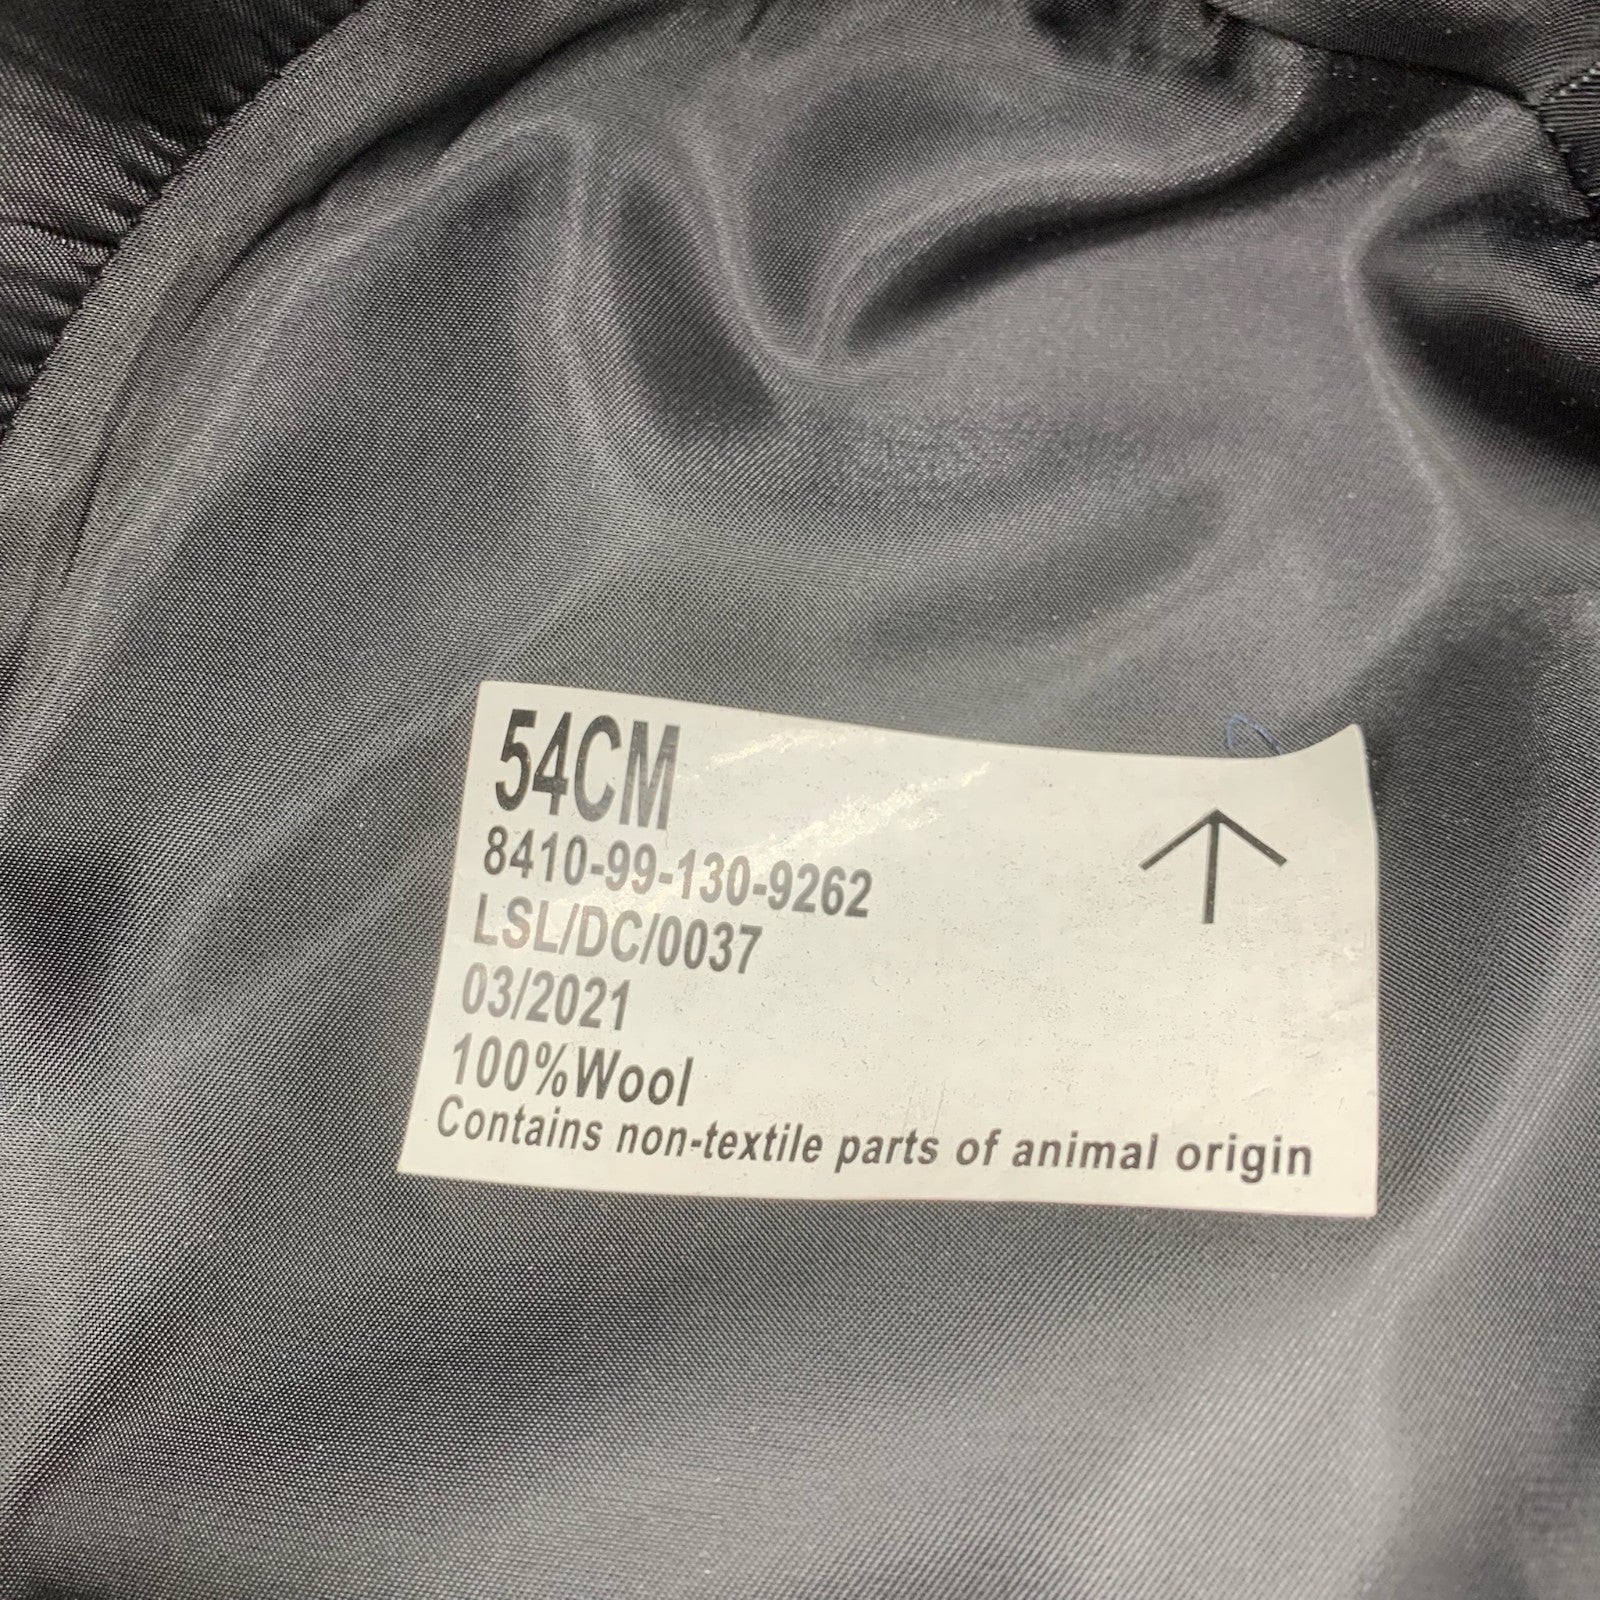 54CM
8410-99-130-9262
LSL/DC/0037
03/2021
100%Wool
Contains non-textile parts of animal origin